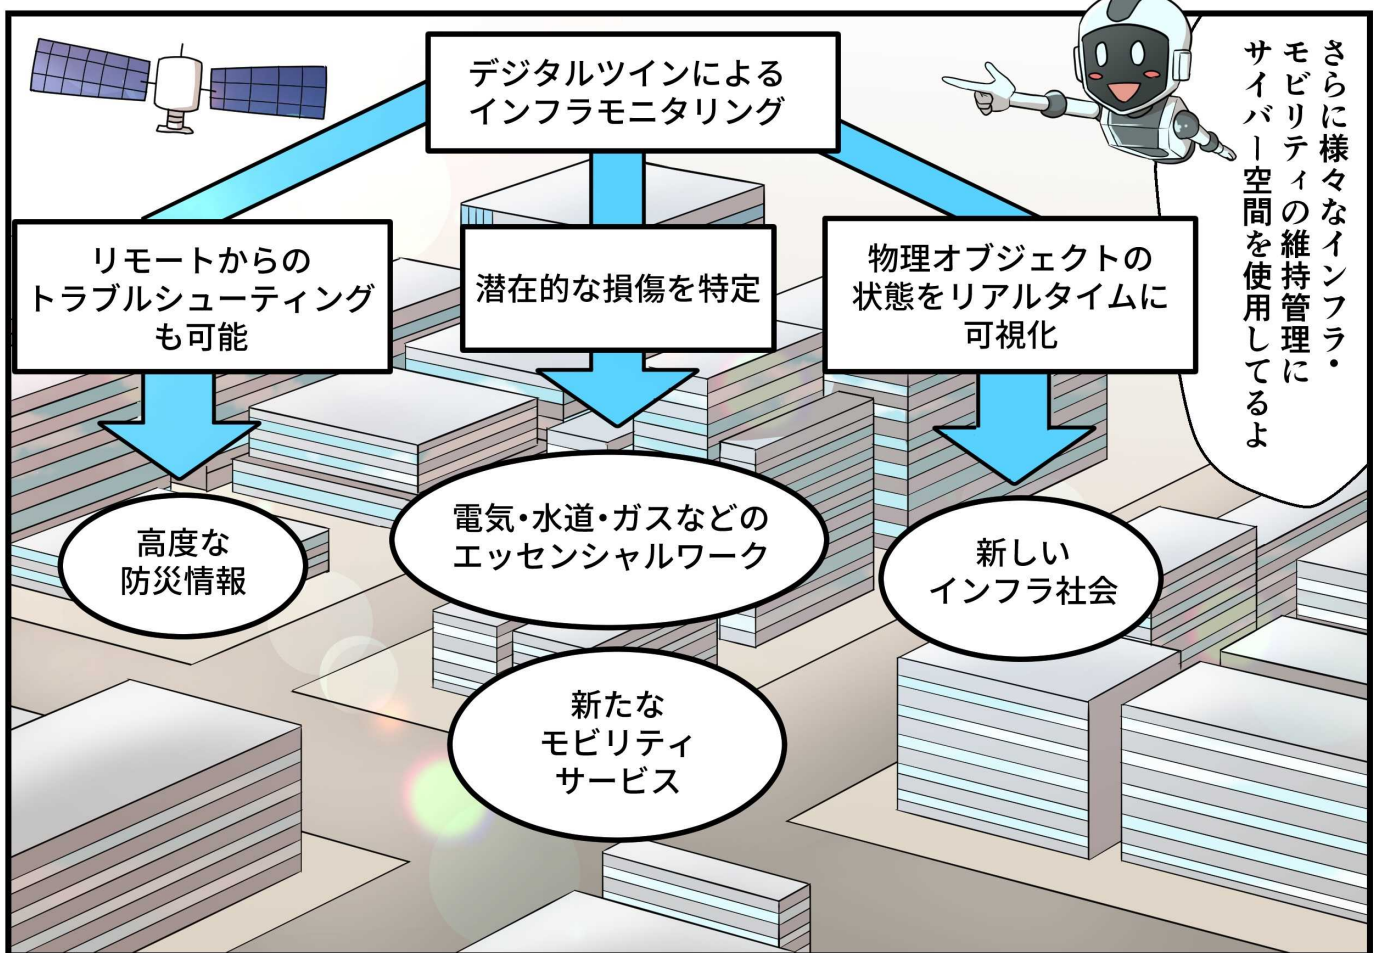 さらに様々なインフラ・
モビリティの維持管理に
サイバー空間を使用してるよ
デジタルツインによる
インフラモニタリング
リモートからの
トラブルシューティング
も可能
潜在的な損傷を特定
物理オブジェクトの
状態をリアルタイムに
可視化
高度な
防災情報
電気・水道・ガスなどの
エッセンシャルワーク
新しい
インフラ社会
新たな
モビリティ
サービス